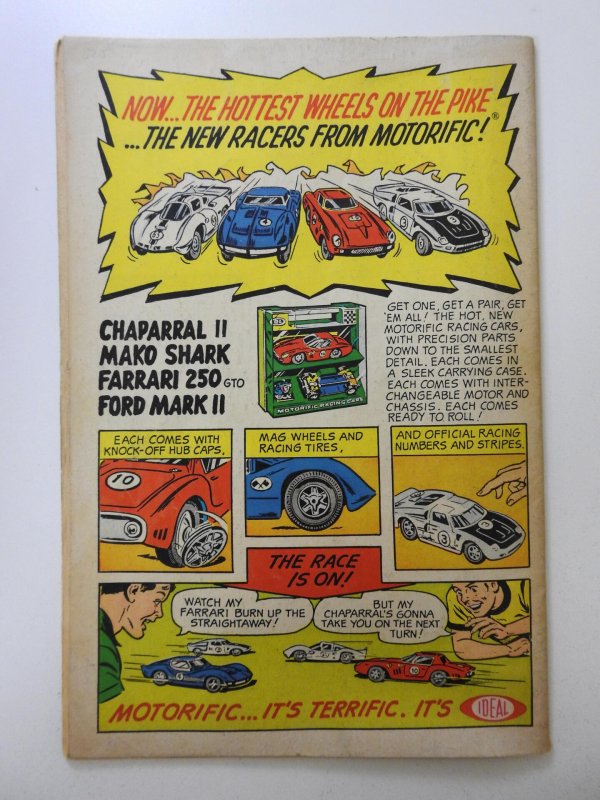 NOW...THE HOTTEST WHEELS ON THE PIKE
...THE NEW RACERS FROM MOTORIFIC!®
CHAPARRAL II
MAKO SHARK
FARRARI 250 GTO
FORD MARK II
MOTORIFIC RACING CARS
GET ONE, GET A PAIR, GET
'EM ALL! THE HOT, NEW
MOTORIFIC RACING CARS,
WITH PRECISION PARTS
DOWN TO THE SMALLEST
DETAIL. EACH COMES IN
A SLEEK CARRYING CASE.
EACH COMES WITH INTER-
CHANGEABLE MOTOR AND
CHASSIS. EACH COMES
READY TO ROLL!
EACH COMES WITH
KNOCK-OFF HUB CAPS,
10
MAG WHEELS AND
RACING TIRES,
AND OFFICIAL RACING
NUMBERS AND STRIPES.
3
THE RACE
IS ON!
WATCH MY
FARRARI BURN UP THE
STRAIGHTAWAY!
BUT MY
CHAPARRAL'S GONNA
TAKE YOU ON THE NEXT
TURN!
MOTORIFIC... IT'S TERRIFIC. IT'S
IDEAL